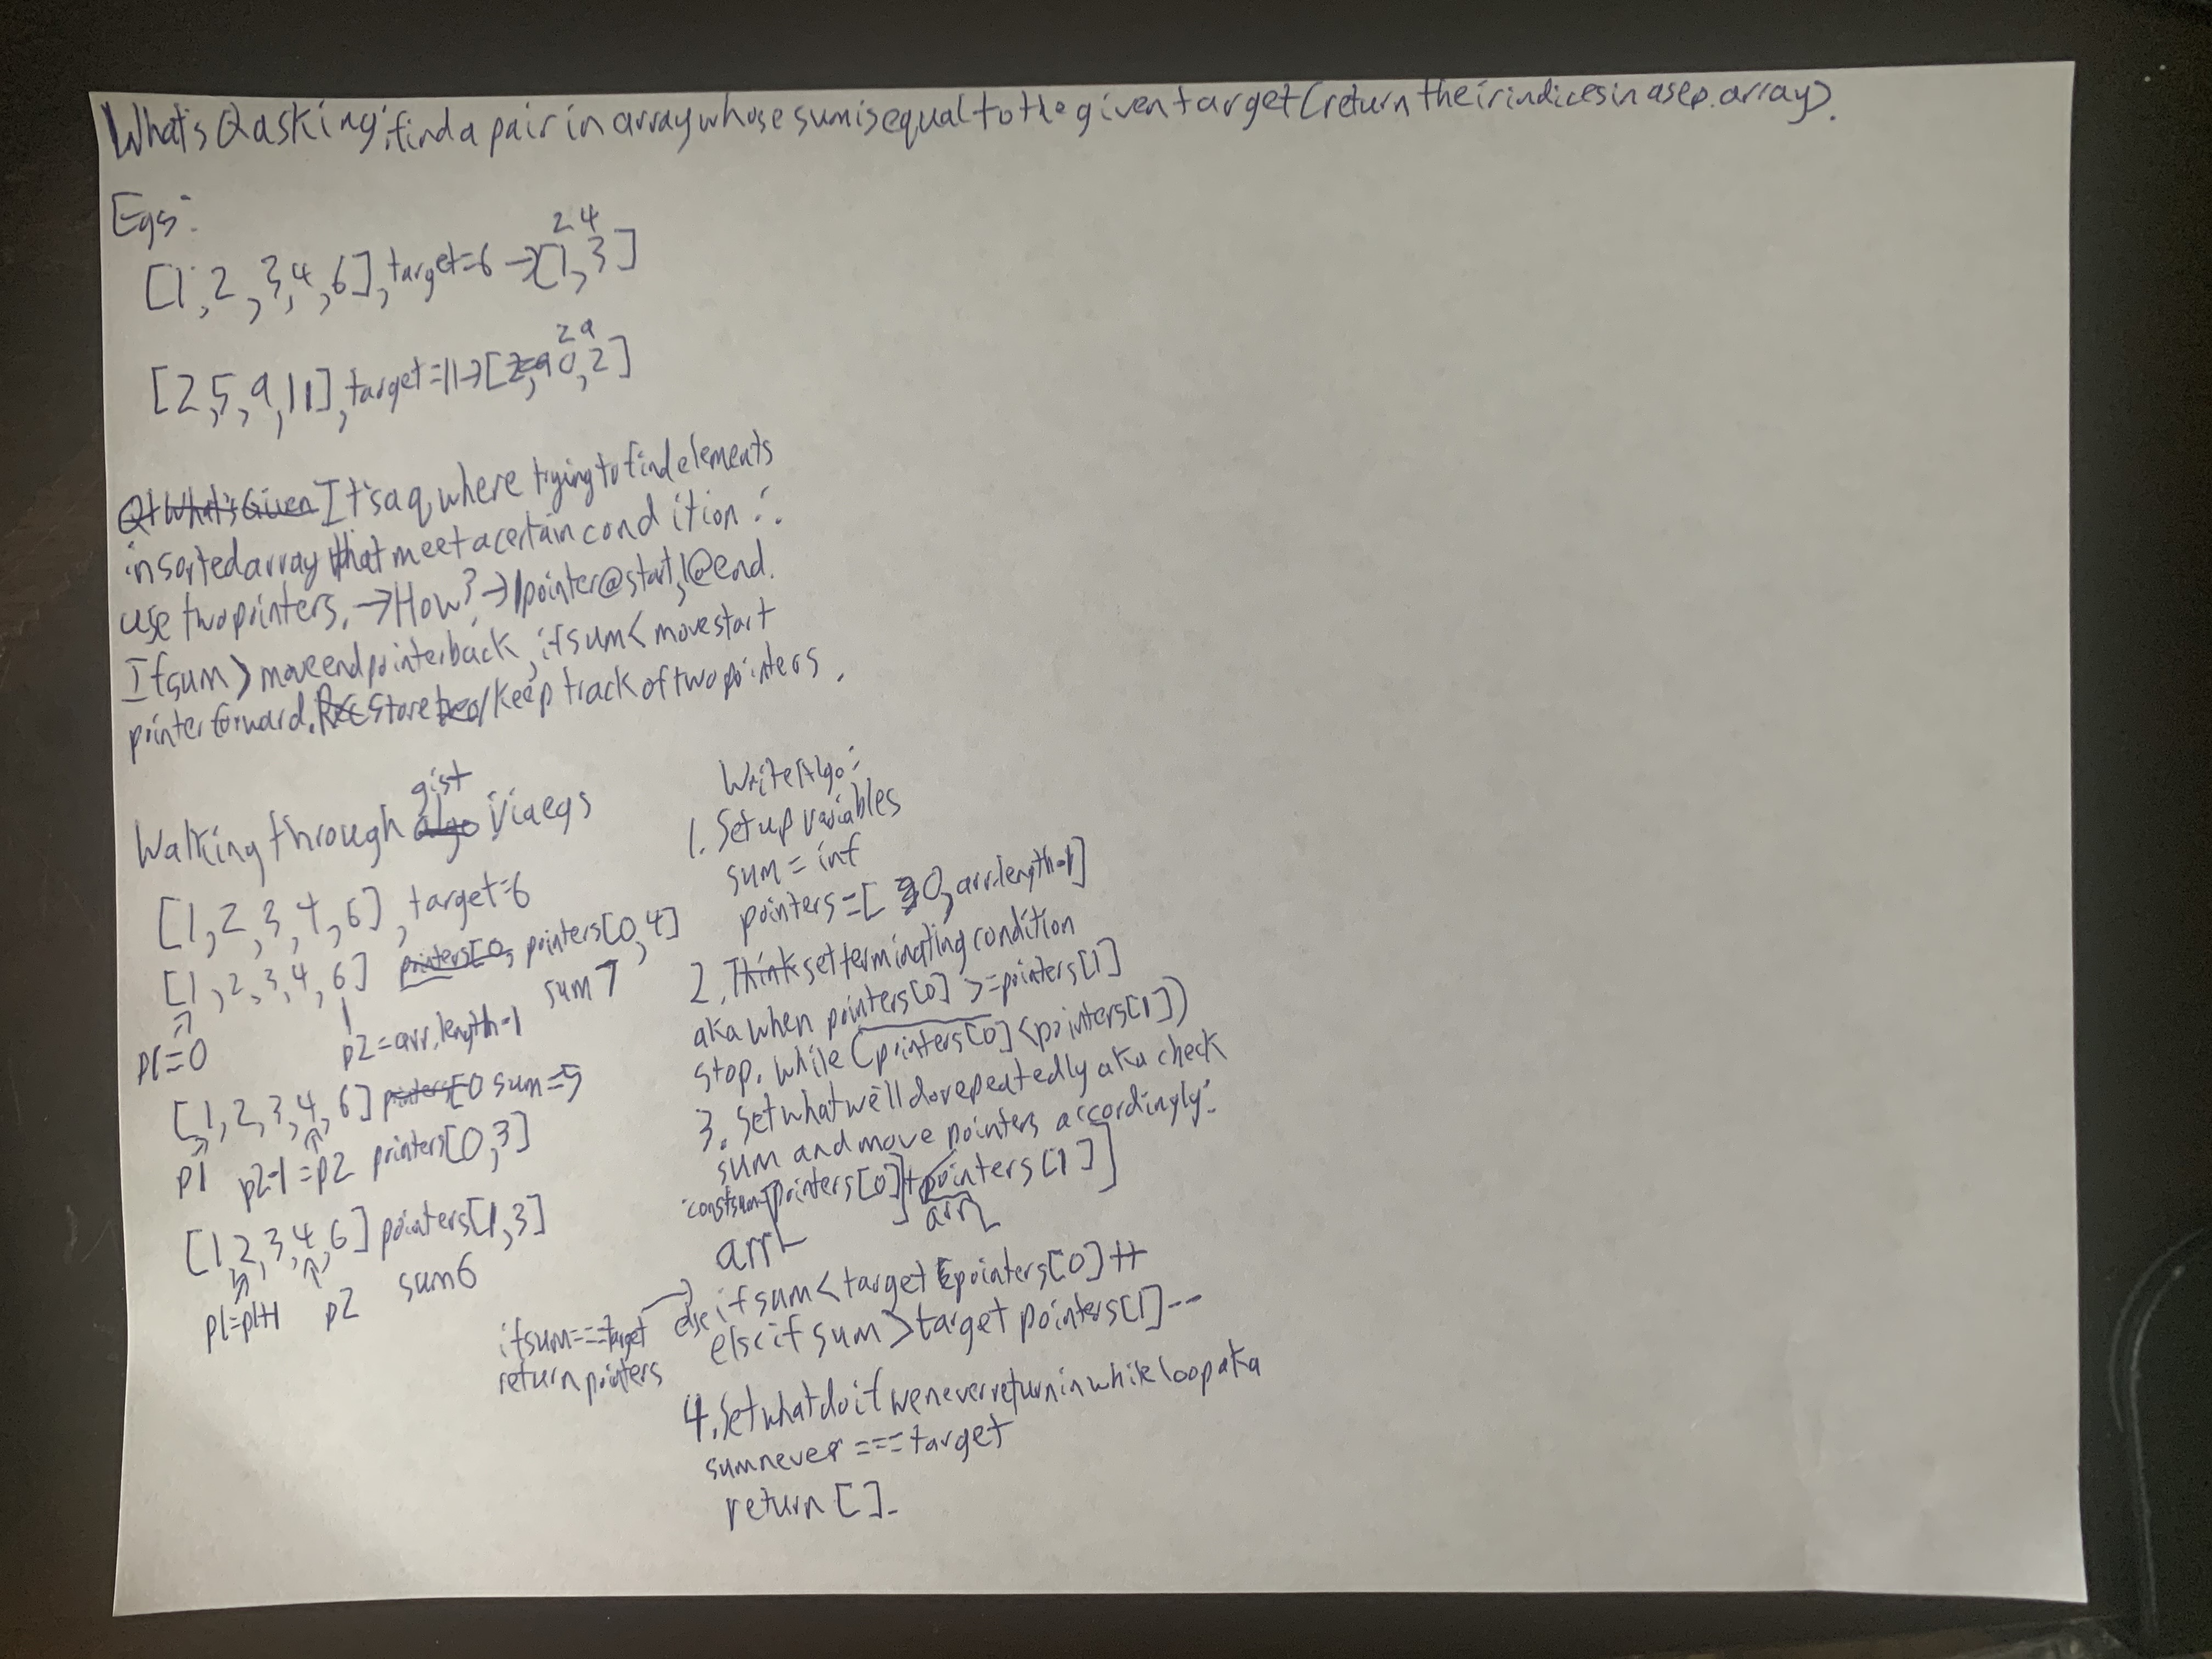 What's Q asking: find a pair in array whose sum is equal to the given target (return their indices in a sep. array).
Egs:
2 4
[1, 2, 3, 4, 6], target=6 → [1, 3]
2 9
[2, 5, 9, 11], target=11 → [2,9 0, 2]
Q+What's Given It's a q, where trying to find elements
in sorted array that meet a certain condition ∴
use two pointers. → How? → 1 pointer @ start, 1 @ end.
If sum > move end pointer back, if sum < move start
pointer forward. Store /keep track of two pointers.
gist
Walking through algo via egs
[1, 2, 3, 4, 6], target=6
[1, 2, 3, 4, 6] pointers[0, pointers[0, 4]
sum 7
p1=0 p2=arr.length-1
[1, 2, 3, 4, 6] pointers[0 sum=5
p1 p2-1=p2 pointers[0, 3]
[1, 2, 3, 4, 6] pointers[1, 3]
p1=p1+1 p2 sum 6
Write Algo:
1. Set up variables
sum = inf
pointers = [0, arr.length-1]
2. Think set terminating condition
aka when pointers[0] >= pointers[1]
stop. while (pointers[0] < pointers[1])
3. Set what we'll do repeatedly aka check
sum and move pointers accordingly:
const sum = pointers[0]] + pointers[1]]
arr[ arr[
if sum === target
return pointers
else if sum < target pointers[0]++
else if sum > target pointers[1]--
4. Set what do if we never return in while loop aka
sum never === target
return [].